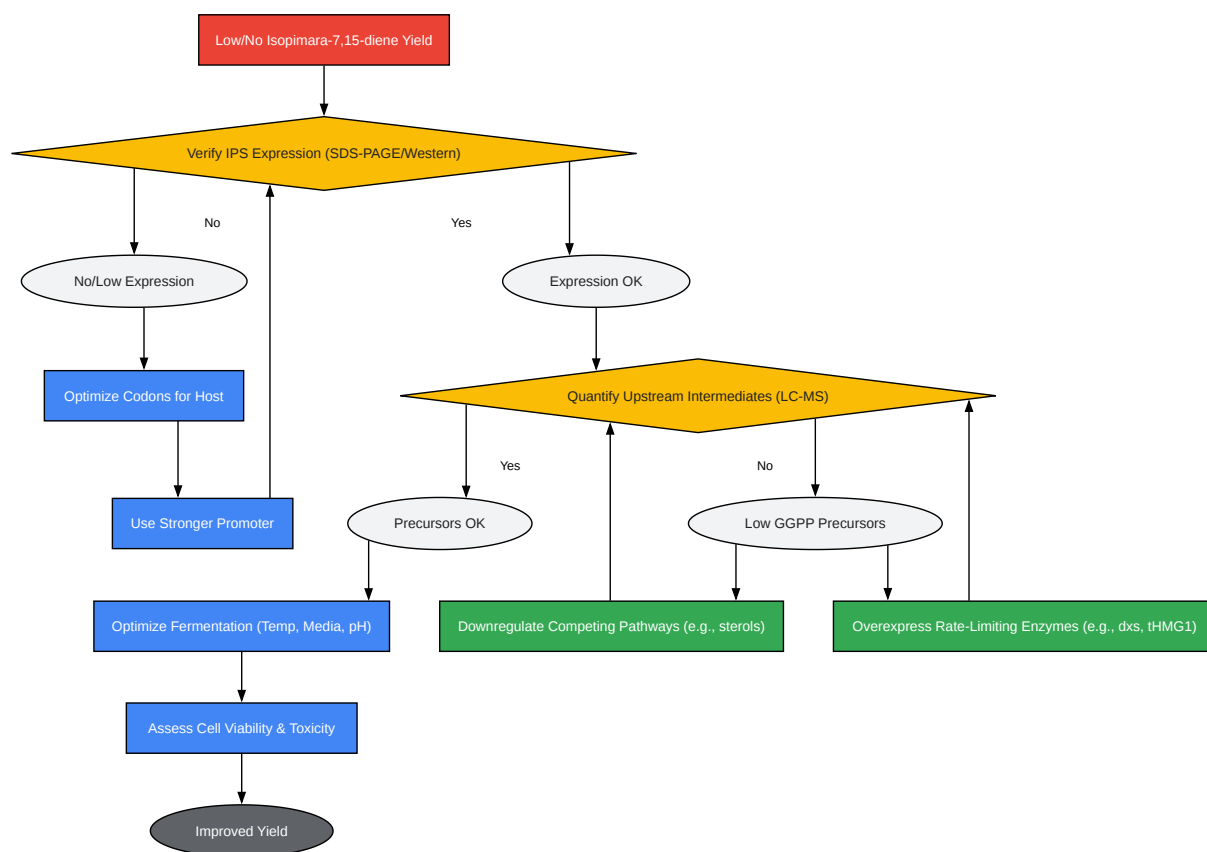 Low/No Isopimara-7,15-diene Yield
Verify IPS Expression (SDS-PAGE/Western)
No
Yes
No/Low Expression
Expression OK
Optimize Codons for Host
Quantify Upstream Intermediates (LC-MS)
Yes
No
Use Stronger Promoter
Precursors OK
Low GGPP Precursors
Optimize Fermentation (Temp, Media, pH)
Downregulate Competing Pathways (e.g., sterols)
Overexpress Rate-Limiting Enzymes (e.g., dxs, tHMG1)
Assess Cell Viability & Toxicity
Improved Yield